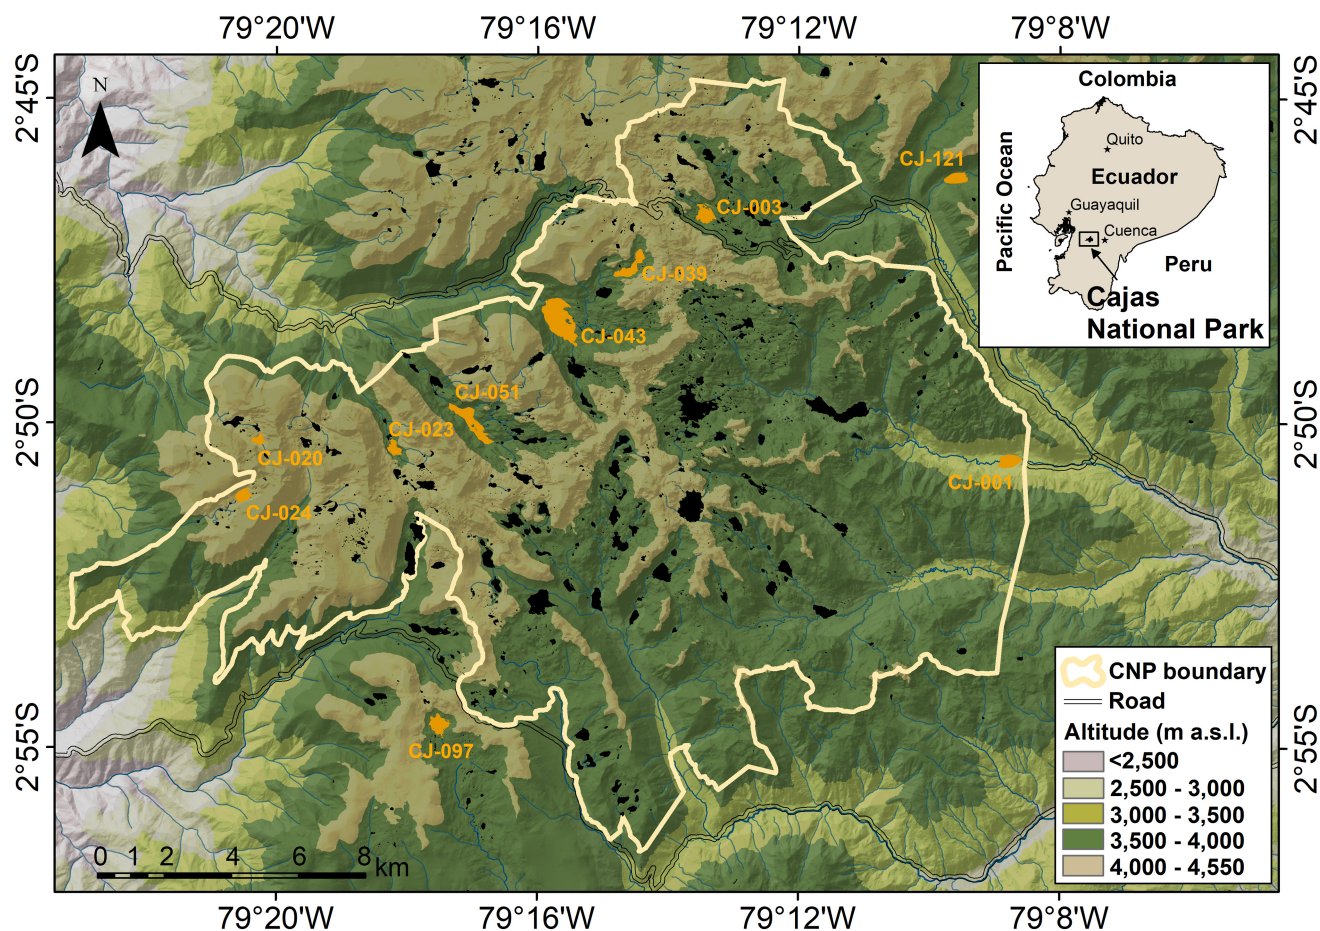 79°20'W 79°16'W 79°12'W 79°8'W
2°45'S
2°45'S
N
Colombia
Quito
Pacific Ocean
Ecuador
Guayaquil
Cuenca
Peru
Cajas
National Park
CJ-121
CJ-003
CJ-039
CJ-043
CJ-051
CJ-023
CJ-020
CJ-024
CJ-001
CJ-097
2°50'S
2°50'S
2°55'S
2°55'S
CNP boundary
Road
Altitude (m a.s.l.)
<2,500
2,500 - 3,000
3,000 - 3,500
3,500 - 4,000
4,000 - 4,550
0 1 2 4 6 8 km
79°20'W 79°16'W 79°12'W 79°8'W